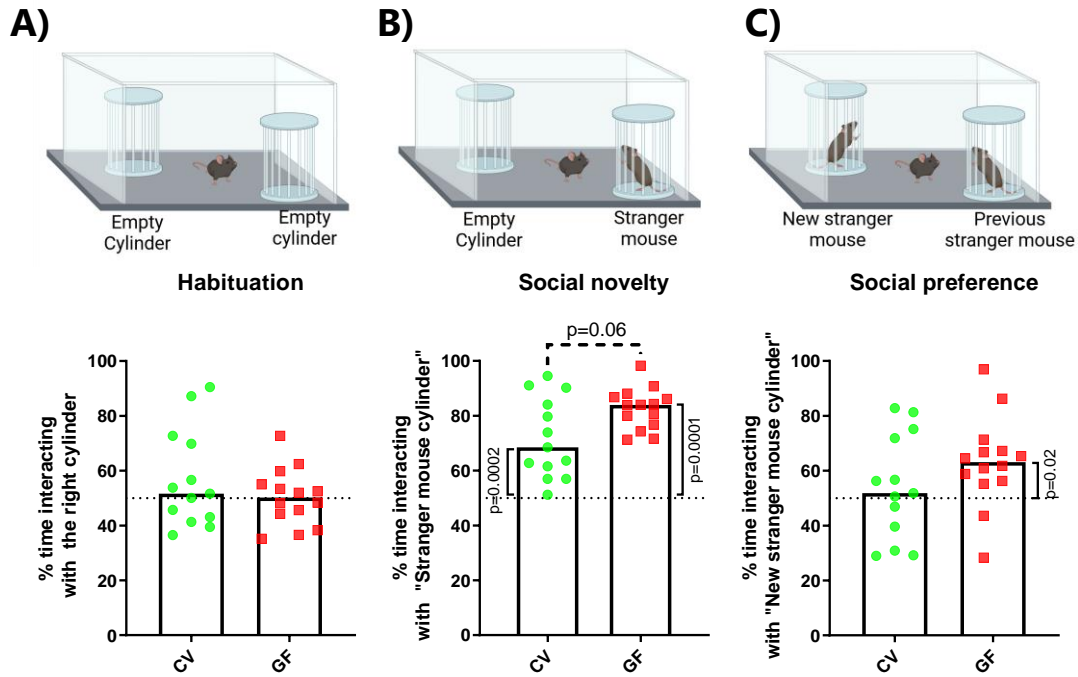 A)
B)
C)
Empty
Cylinder
Empty
cylinder
Empty
Cylinder
Stranger
mouse
New stranger
mouse
Previous
stranger mouse
Habituation
Social novelty
Social preference
% time interacting
with the right cylinder
100
80
60
40
20
0
CV
GF
% time interacting
with "Stranger mouse cylinder"
100
80
60
40
20
0
p=0.06
p=0.0002
p=0.0001
CV
GF
% time interacting
with "New stranger mouse cylinder"
100
80
60
40
20
0
p=0.02
CV
GF